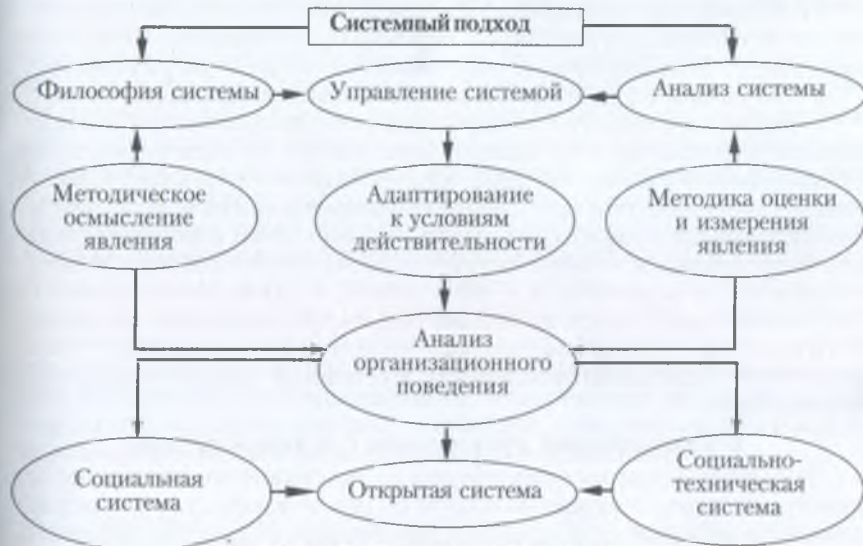 Системный подход
Философия системы
Управление системой
Анализ системы
Методическое
осмысление
явления
Адаптирование
к условиям
действительности
Методика оценки
и измерения
явления
Анализ
организационного
поведения
Социальная
система
Открытая система
Социально-
техническая
система